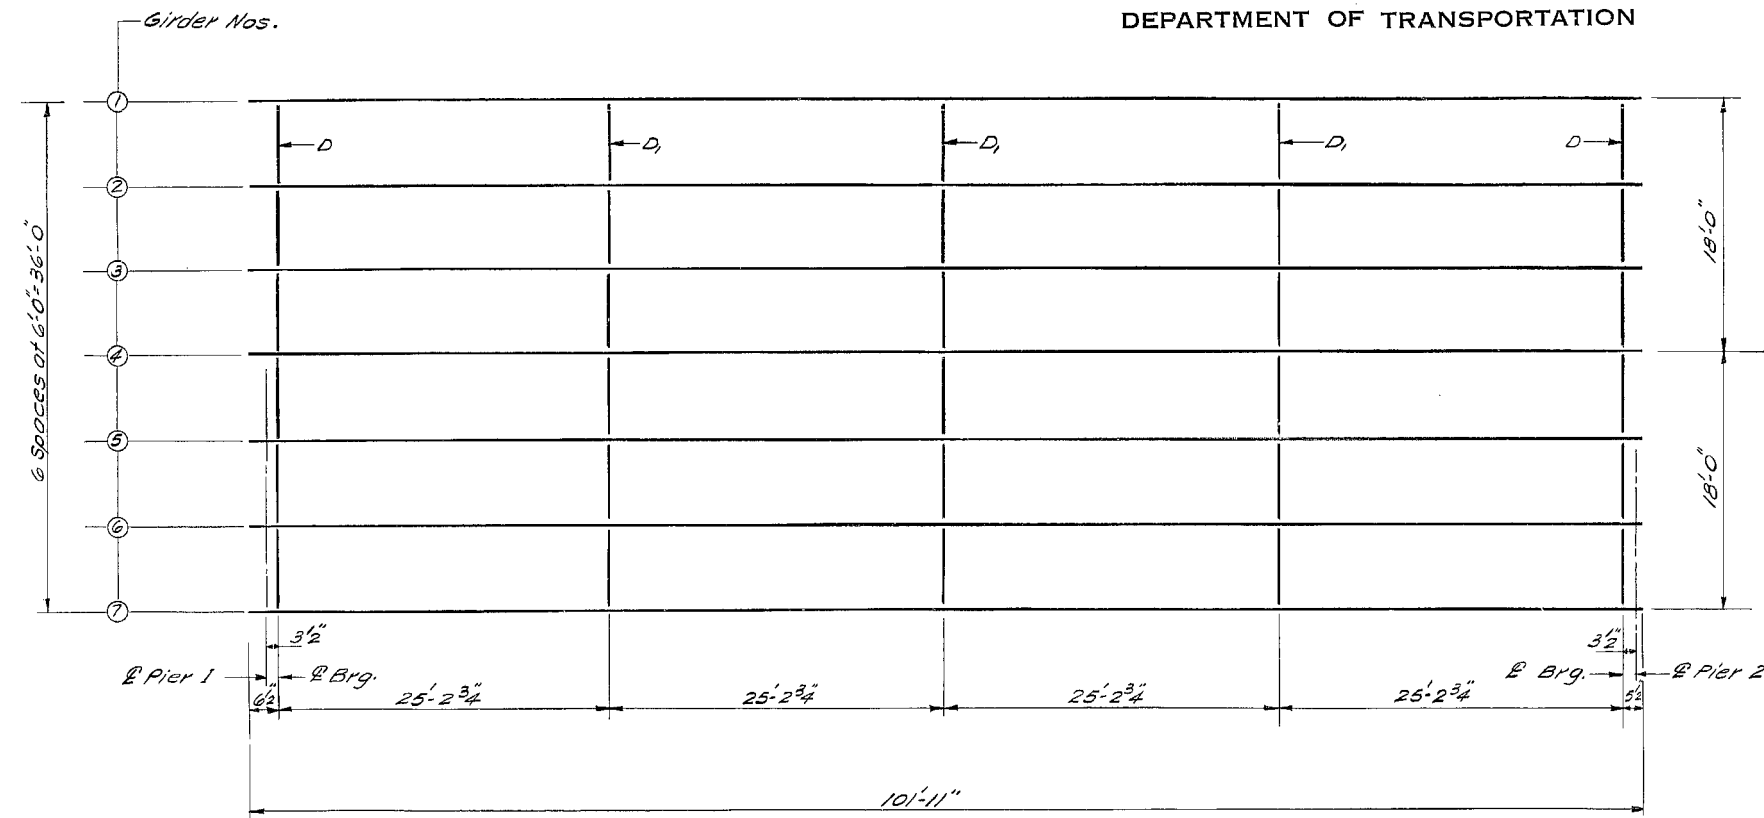 DEPARTMENT OF TRANSPORTATION
Girder Nos.
1
D
D₁
D₁
D₁
D
2
3
4
5
6
7
6 Spaces at 6'-0"=36'-0"
18'-0"
18'-0"
3½"
3½"
℄ Pier 1
℄ Brg.
℄ Brg.
℄ Pier 2
6½"
25'-2¾"
25'-2¾"
25'-2¾"
25'-2¾"
5½"
101'-11"